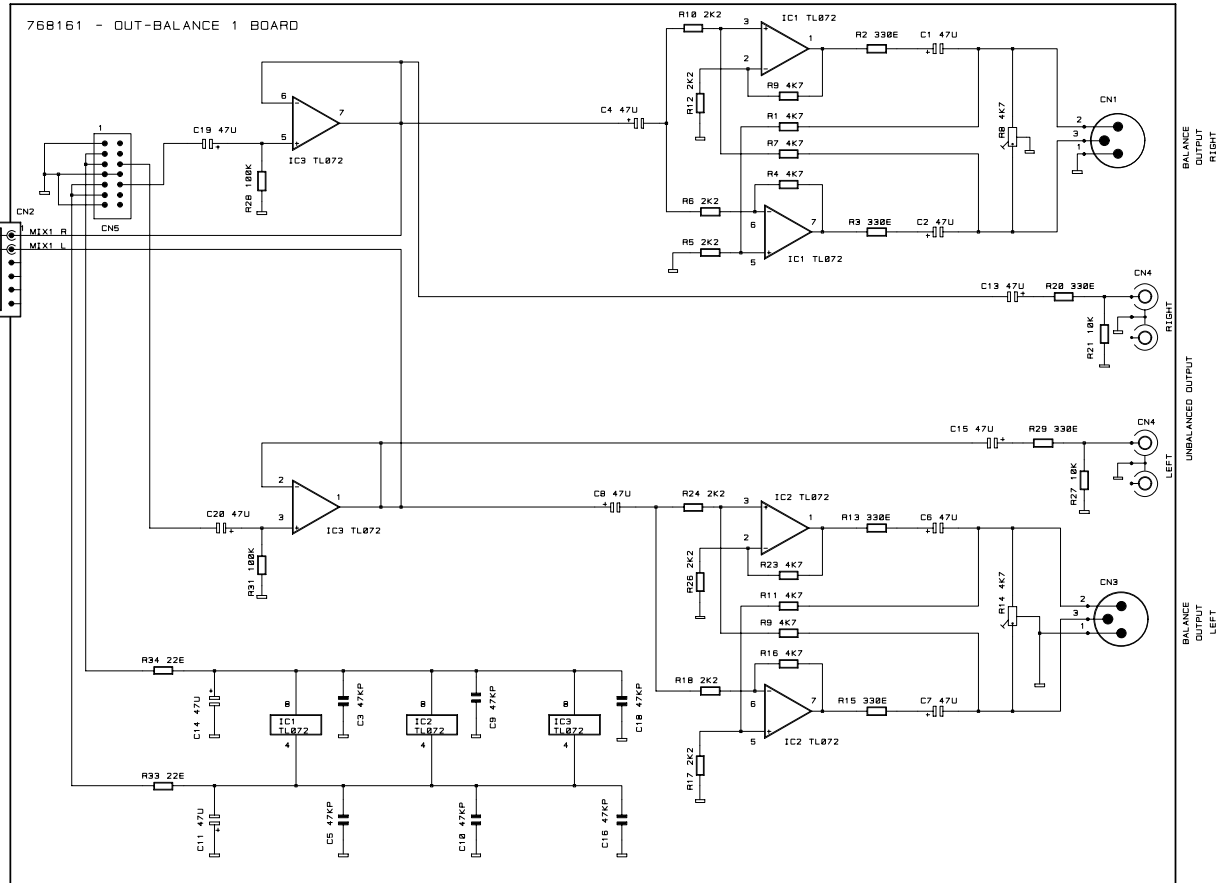 768161 - OUT-BALANCE 1 BOARD
R10 2K2
IC1 TL072
3
1
2
R2 330E
C1 47U
R12 2K2
R9 4K7
R1 4K7
R7 4K7
R4 4K7
R8 4K7
CN1
2
3
1
BALANCE
OUTPUT
RIGHT
6
7
5
IC3 TL072
C4 47U
C19 47U
R28 100K
1
CN5
CN2
1
MIX1 R
MIX1 L
R6 2K2
R5 2K2
6
7
5
IC1 TL072
R3 330E
C2 47U
C13 47U
R20 330E
CN4
R21 10K
RIGHT
UNBALANCED OUTPUT
C15 47U
R29 330E
CN4
R27 10K
LEFT
2
1
3
IC3 TL072
C20 47U
R31 100K
C8 47U
R24 2K2
IC2 TL072
3
1
2
R13 330E
C6 47U
R26 2K2
R23 4K7
R11 4K7
R9 4K7
R16 4K7
R14 4K7
CN3
2
3
1
BALANCE
OUTPUT
LEFT
R18 2K2
6
7
5
IC2 TL072
R15 330E
C7 47U
R17 2K2
R34 22E
C14 47U
8
IC1
TL072
4
C3 47KP
8
IC2
TL072
4
C9 47KP
8
IC3
TL072
4
C18 47KP
R33 22E
C11 47U
C5 47KP
C10 47KP
C16 47KP